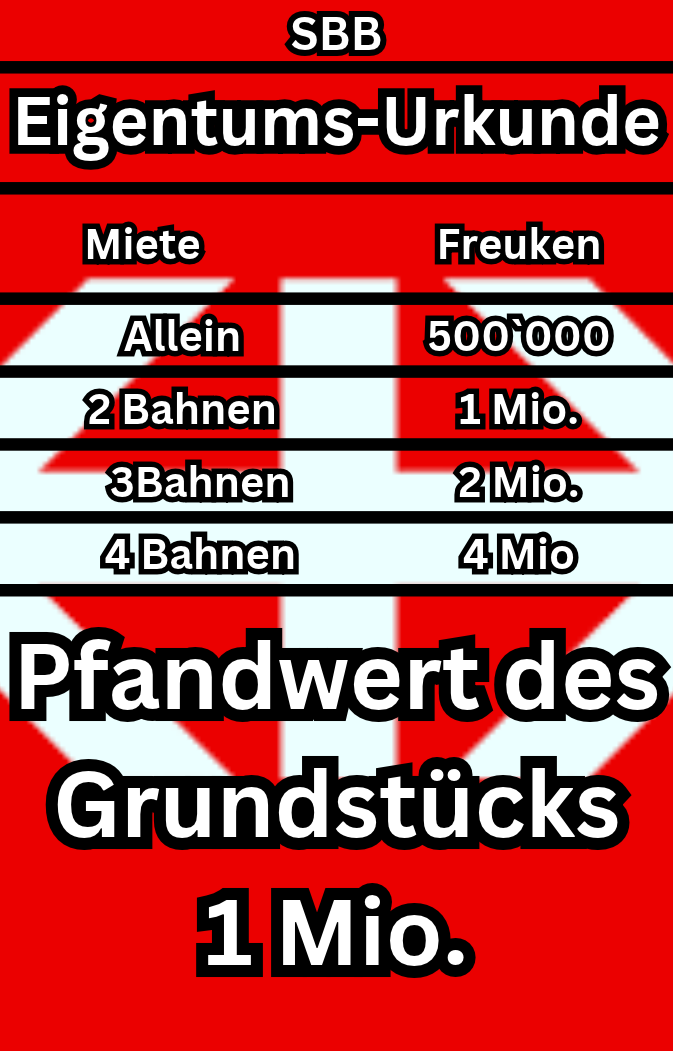 SBB
Eigentums-Urkunde
Miete Freuken
Allein 500`000
2 Bahnen 1 Mio.
3Bahnen 2 Mio.
4 Bahnen 4 Mio
Pfandwert des
Grundstücks
1 Mio.